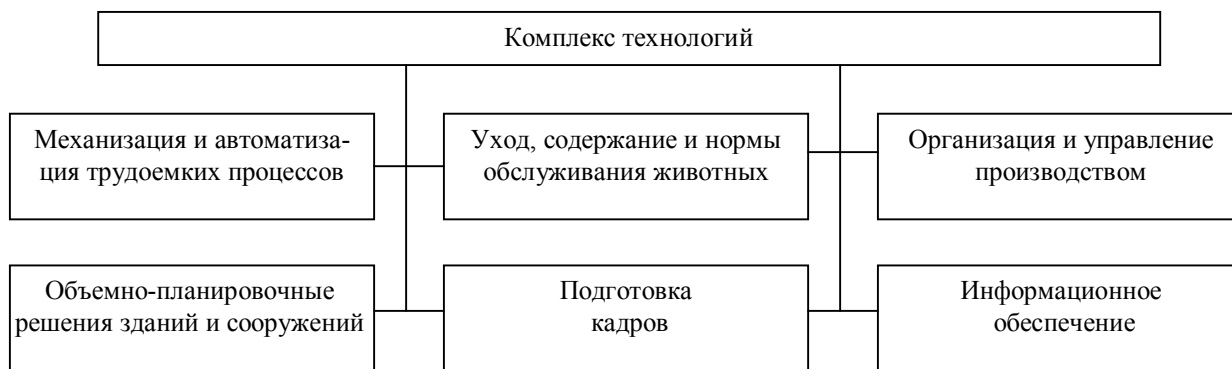 Комплекс технологий
Механизация и автоматиза-
ция трудоемких процессов
Уход, содержание и нормы
обслуживания животных
Организация и управление
производством
Объемно-планировочные
решения зданий и сооружений
Подготовка
кадров
Информационное
обеспечение